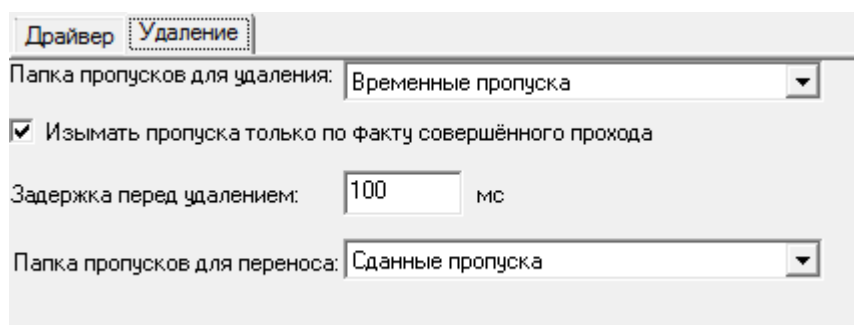 Драйвер Удаление
Папка пропусков для удаления: Временные пропуска
Изымать пропуска только по факту совершённого прохода
Задержка перед удалением: 100 мс
Папка пропусков для переноса: Сданные пропуска